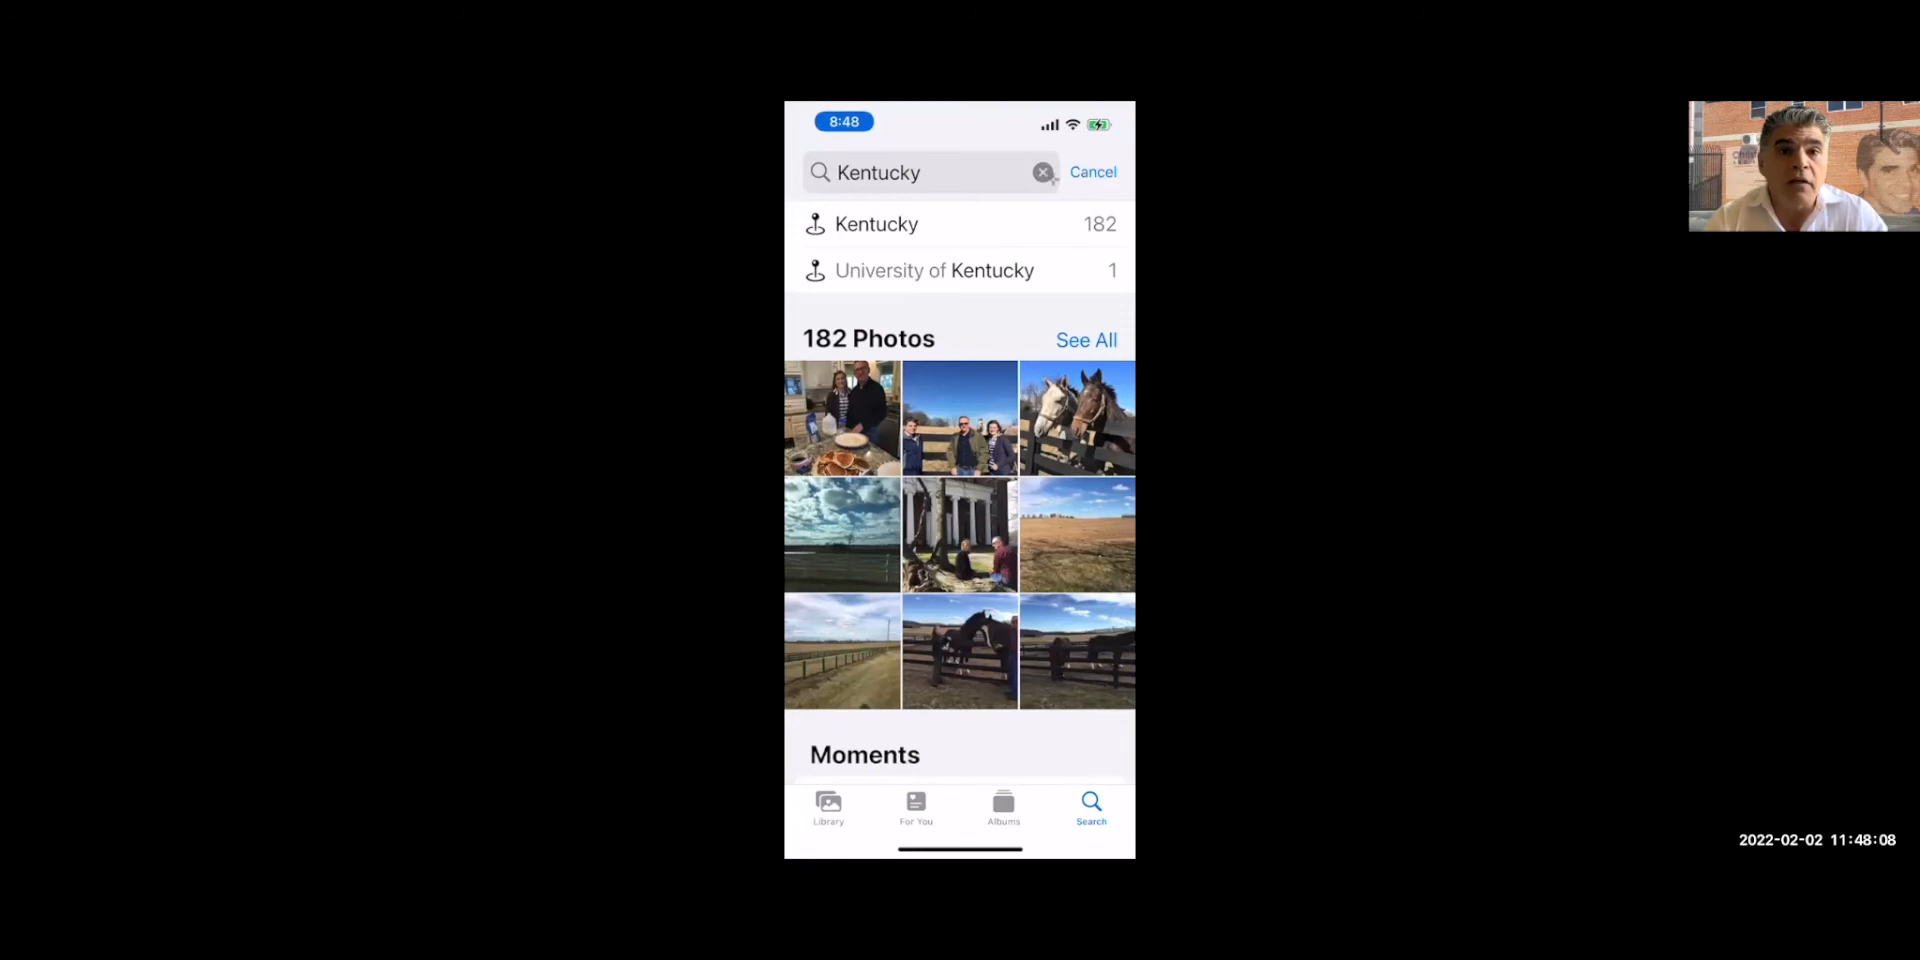 8:48
Kentucky
Cancel
Kentucky 182
University of Kentucky 1
182 Photos See All
Moments
Library For You Albums Search
2022-02-02 11:48:08